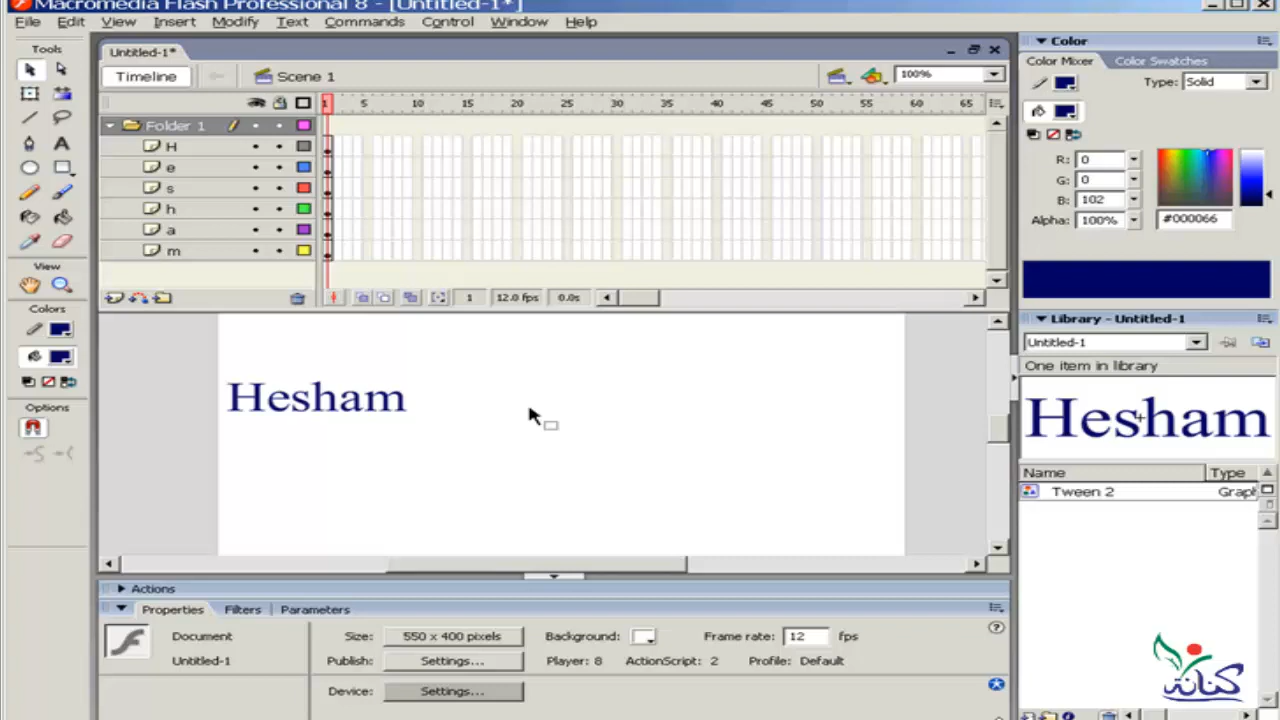 Macromedia Flash Professional 8 - [Untitled-1*]
File Edit View Insert Modify Text Commands Control Window Help
Tools
View
Colors
Options
Untitled-1*
Timeline
Scene 1
100%
1 5 10 15 20 25 30 35 40 45 50 55 60 65
Folder 1
H
e
s
h
a
m
1 12.0 fps 0.0s
Hesham
Actions
Properties Filters Parameters
Document
Untitled-1
Size: 550 x 400 pixels Background: Frame rate: 12 fps
Publish: Settings... Player: 8 ActionScript: 2 Profile: Default
Device: Settings...
Color
Color Mixer Color Swatches
Type: Solid
R: 0
G: 0
B: 102
Alpha: 100% #000066
Library - Untitled-1
Untitled-1
One item in library
Hesham
Name Type
Tween 2 Graph
كنانة